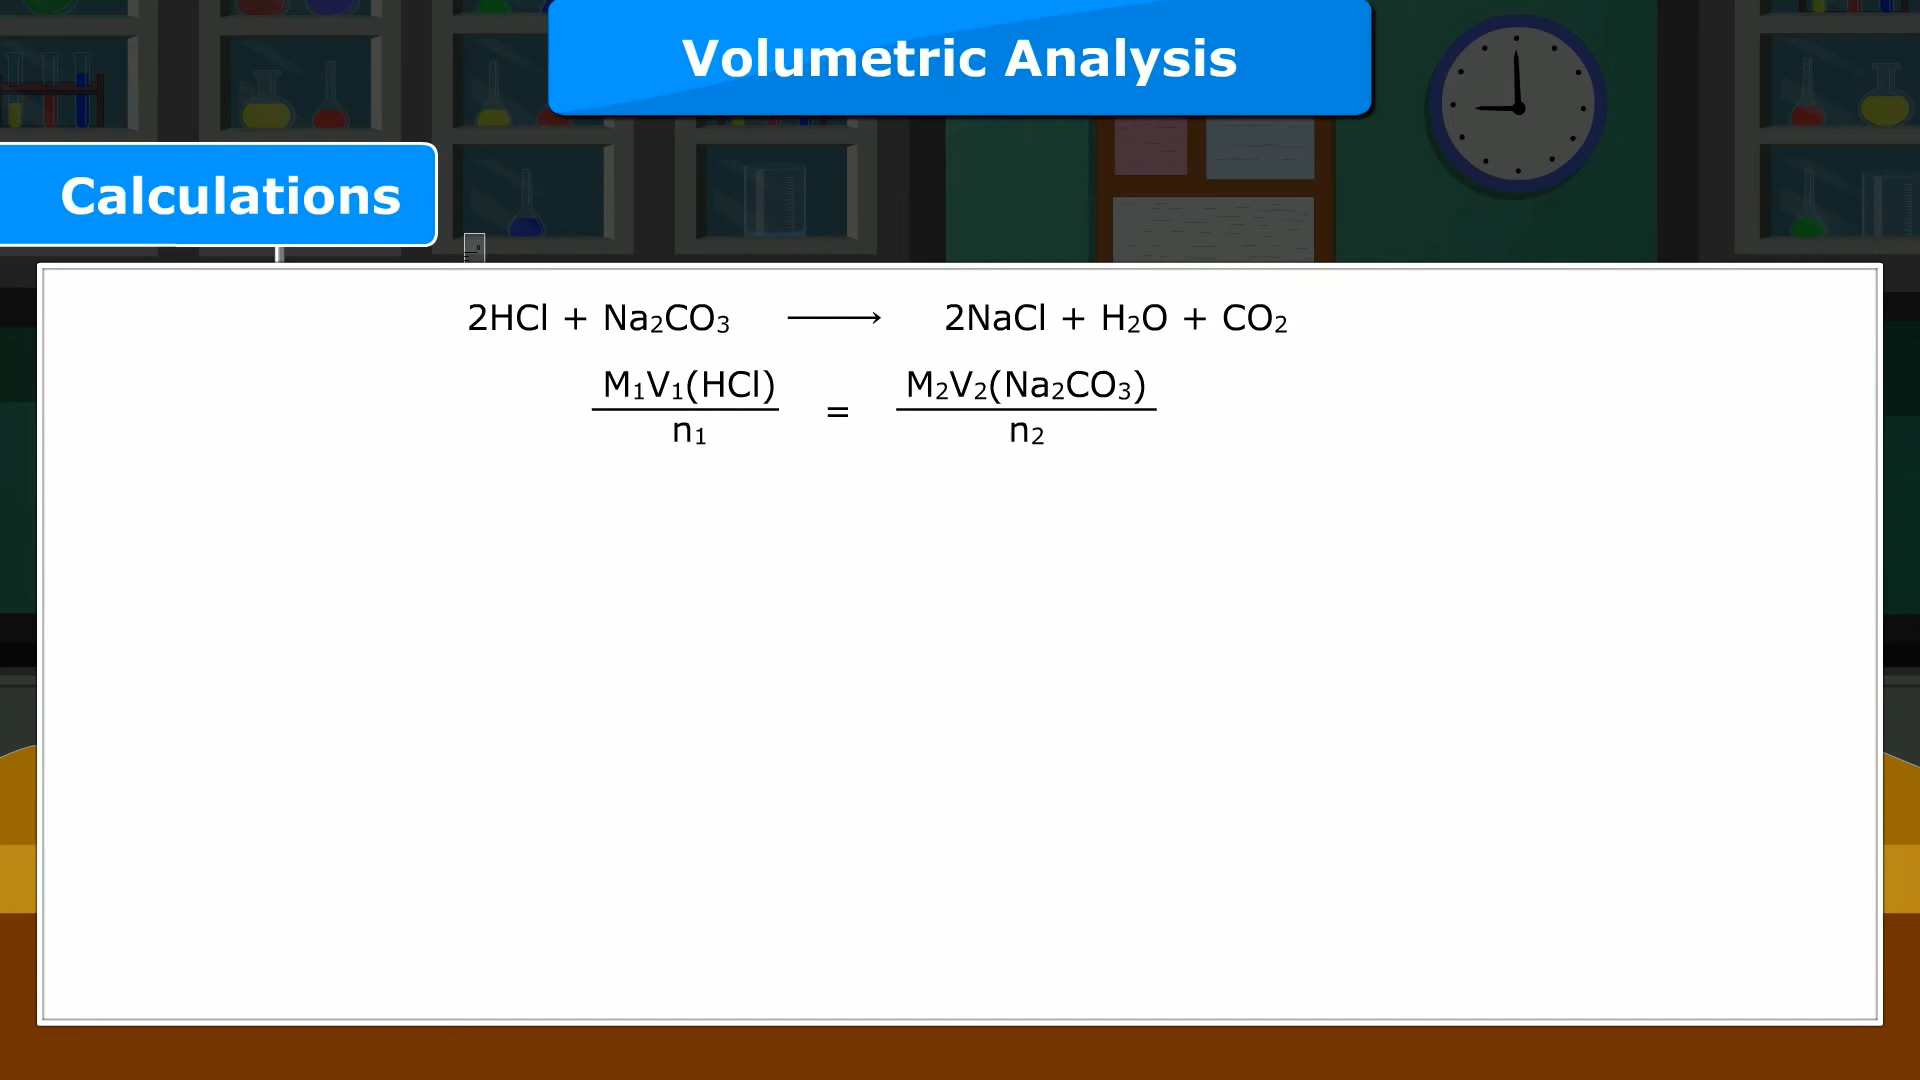 Volumetric Analysis
Calculations
2HCl + Na₂CO₃ ⟶ 2NaCl + H₂O + CO₂
M₁V₁(HCl) / n₁ = M₂V₂(Na₂CO₃) / n₂